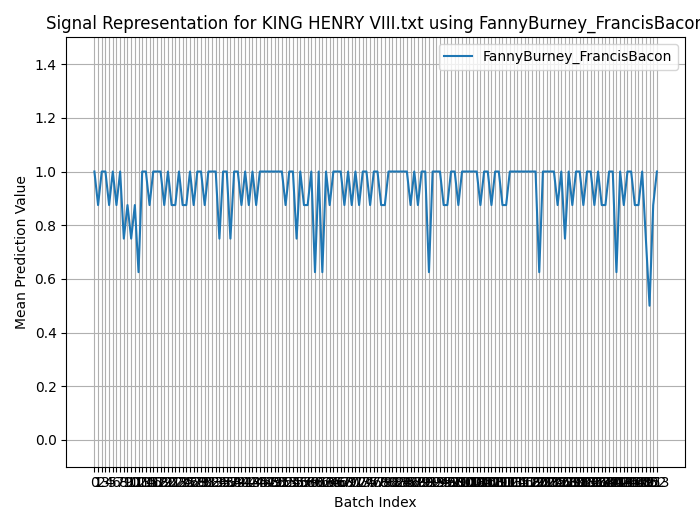 Signal Representation for KING HENRY VIII.txt using FannyBurney_FrancisBacon
FannyBurney_FrancisBacon
Mean Prediction Value
1.4
1.2
1.0
0.8
0.6
0.4
0.2
0.0
Batch Index